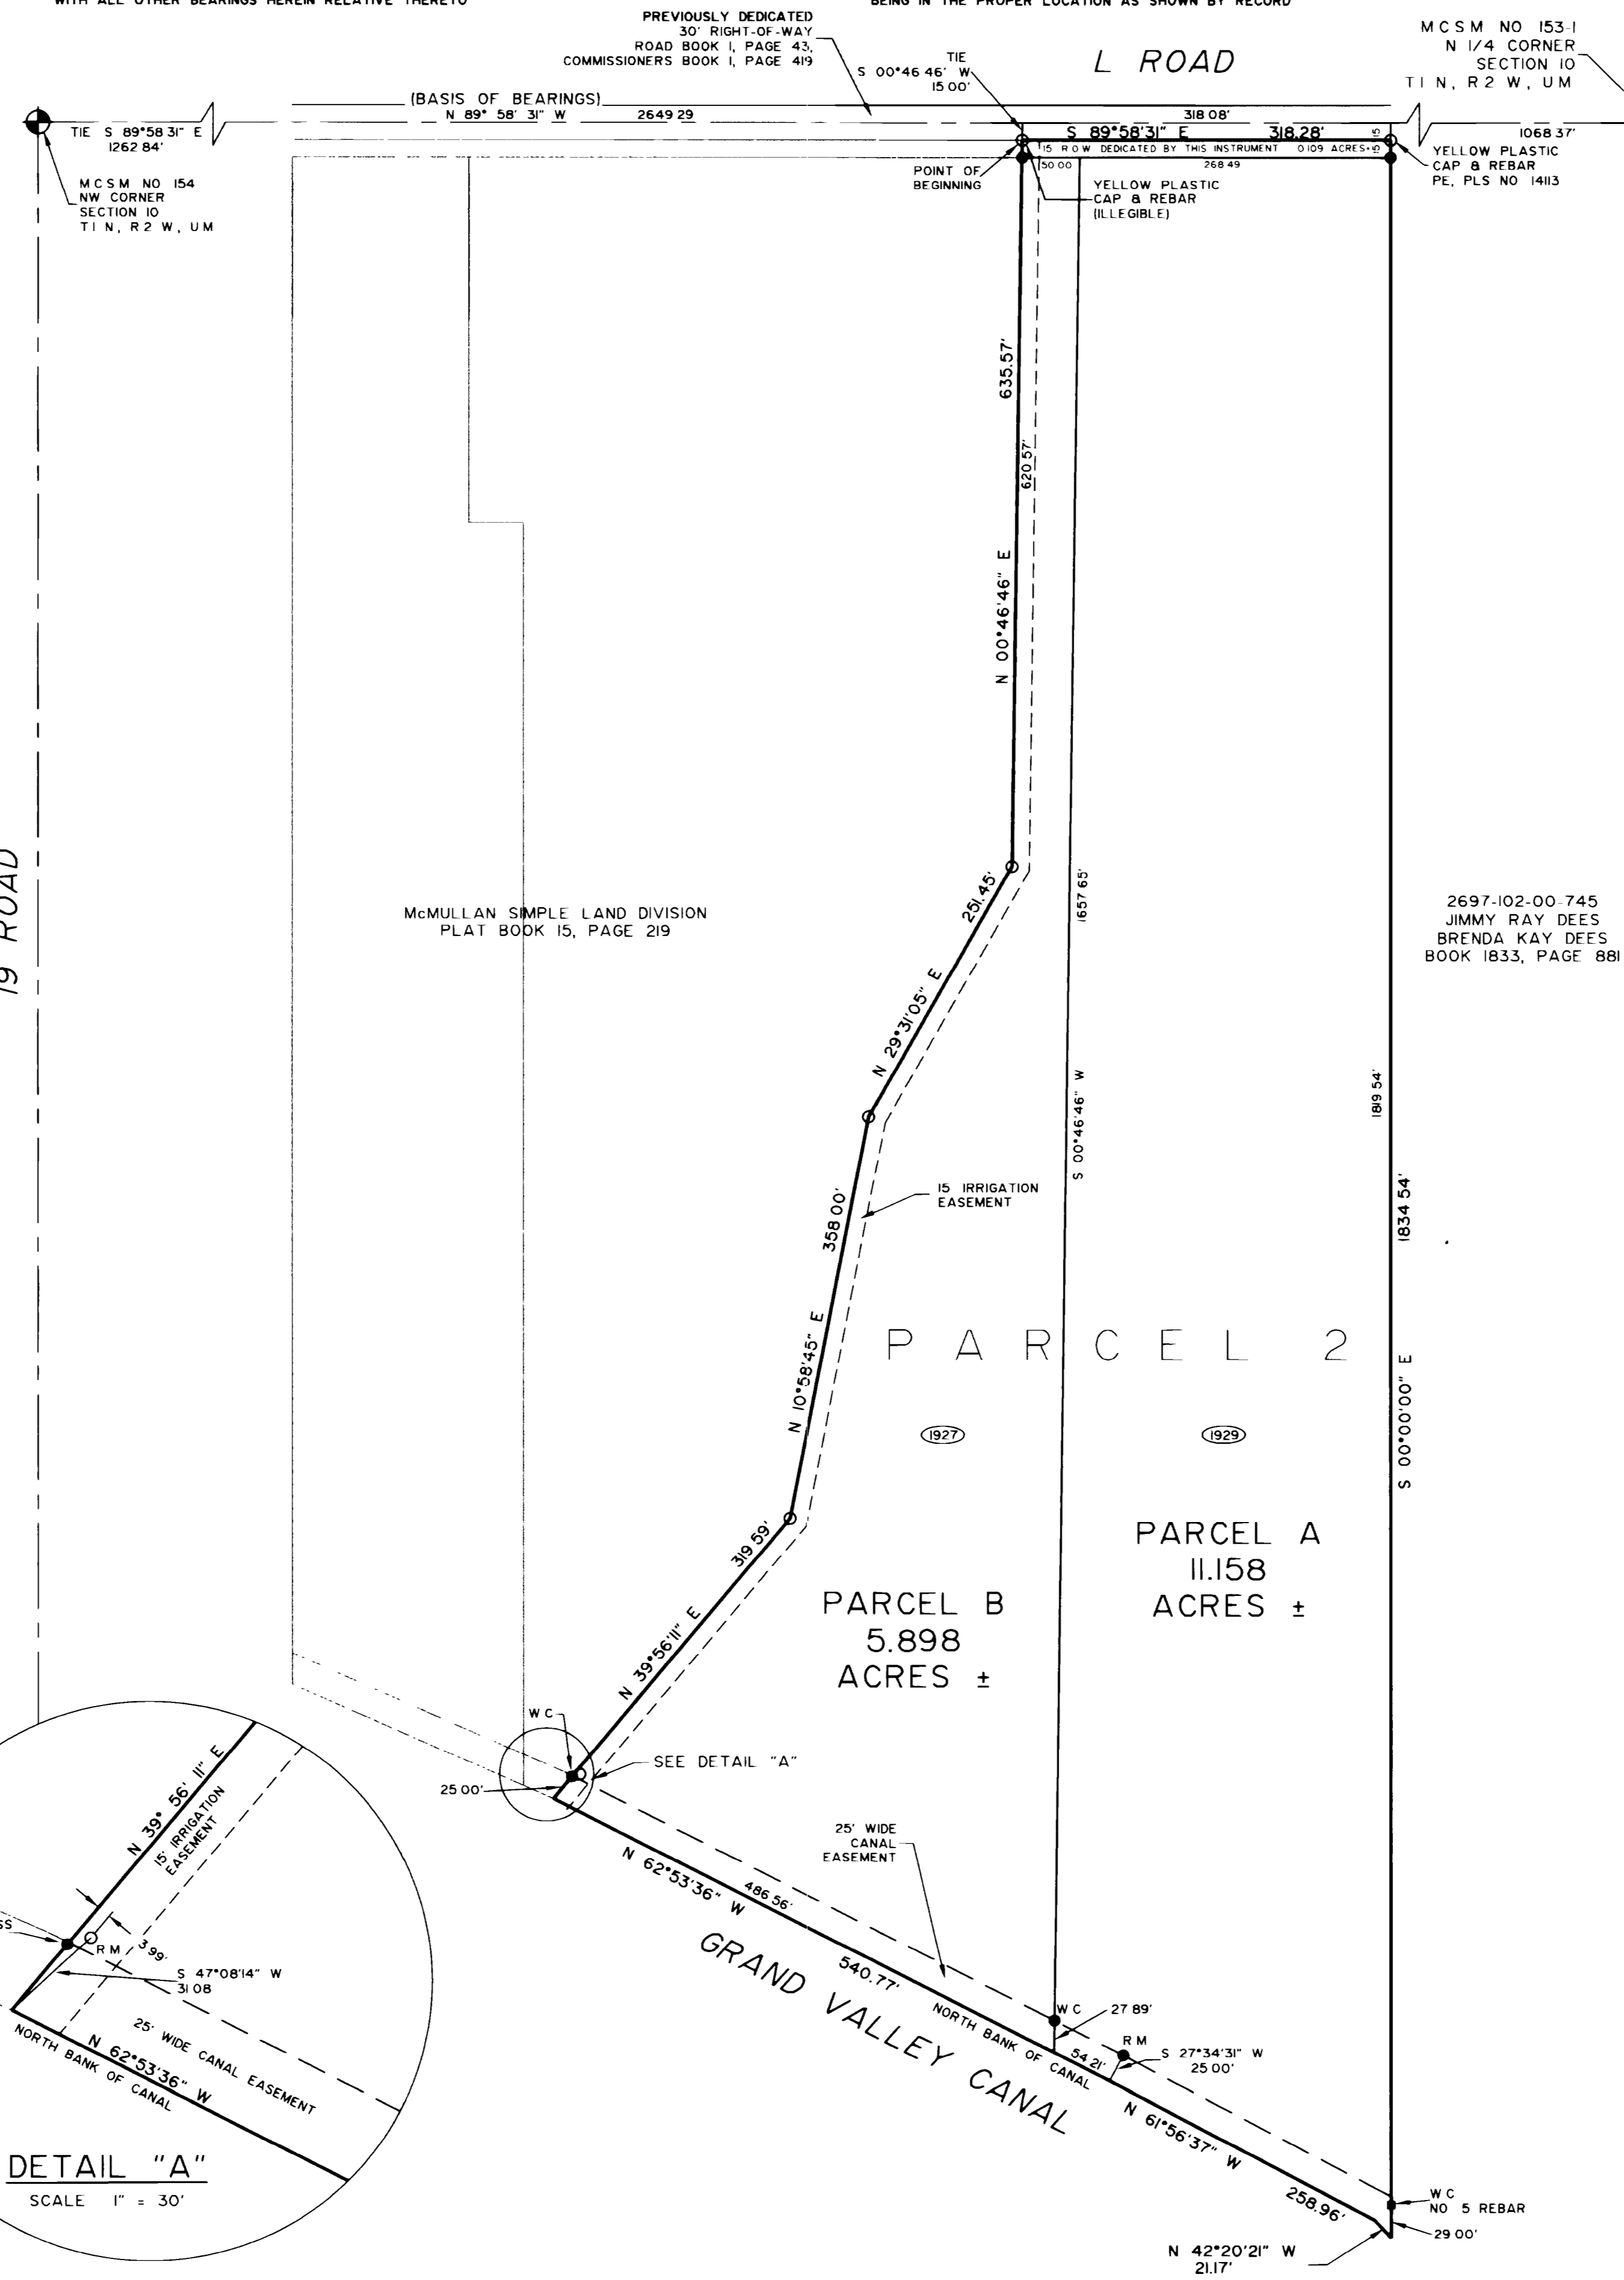 WITH ALL OTHER BEARINGS HEREIN RELATIVE THERETO
BEING IN THE PROPER LOCATION AS SHOWN BY RECORD
PREVIOUSLY DEDICATED
30' RIGHT-OF-WAY
ROAD BOOK 1, PAGE 43,
COMMISSIONERS BOOK 1, PAGE 419
TIE
S 00°46 46' W
15 00'
L ROAD
MCSM NO 153-1
N 1/4 CORNER
SECTION 10
T1 N, R2 W, UM
(BASIS OF BEARINGS)
N 89° 58' 31" W 2649 29
318 08'
TIE S 89°58 31" E
1262 84'
S 89°58'31" E 318.28'
15
1068 37'
15 R O W DEDICATED BY THIS INSTRUMENT 0 109 ACRES±
15
50 00
268 49
POINT OF
BEGINNING
YELLOW PLASTIC
CAP & REBAR
(ILLEGIBLE)
YELLOW PLASTIC
CAP & REBAR
PE, PLS NO 14113
MCSM NO 154
NW CORNER
SECTION 10
T1 N, R2 W, UM
635.57'
620 57'
N 00°46'46" E
19 ROAD
McMULLAN SIMPLE LAND DIVISION
PLAT BOOK 15, PAGE 219
251.45'
N 29°31'05" E
1657 65'
S 00°46'46" W
2697-102-00-745
JIMMY RAY DEES
BRENDA KAY DEES
BOOK 1833, PAGE 881
1819 54'
1834 54'
S 00°00'00" E
15 IRRIGATION
EASEMENT
358 00'
N 10°58'45" E
PARCEL 2
1927
1929
319 59'
N 39°56'11" E
PARCEL A
11.158
ACRES ±
PARCEL B
5.898
ACRES ±
W C
SEE DETAIL "A"
25 00'
25' WIDE
CANAL
EASEMENT
N 62°53'36" W
486 56'
540.77'
NORTH BANK OF CANAL
GRAND VALLEY CANAL
W C
27 89'
R M
54 21'
S 27°34'31" W
25 00'
N 61°56'37" W
258.96'
W C
NO 5 REBAR
29 00'
N 42°20'21" W
21.17'
N 39° 56' 11" E
15' IRRIGATION
EASEMENT
SS
R M
3 99'
S 47°08'14" W
31 08
25' WIDE CANAL EASEMENT
N 62°53'36" W
NORTH BANK OF CANAL
DETAIL "A"
SCALE 1" = 30'